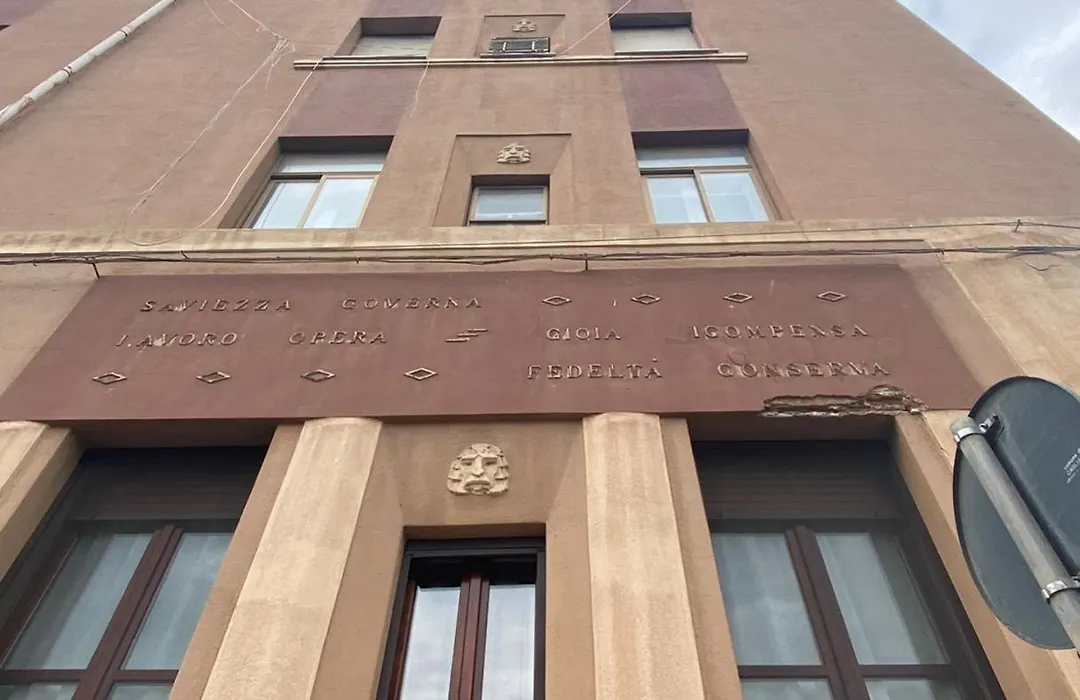 SAVIEZZA GOVERNA
LAVORO OPERA GIOIA ICOMPENSA
FEDELTÀ CONSERVA